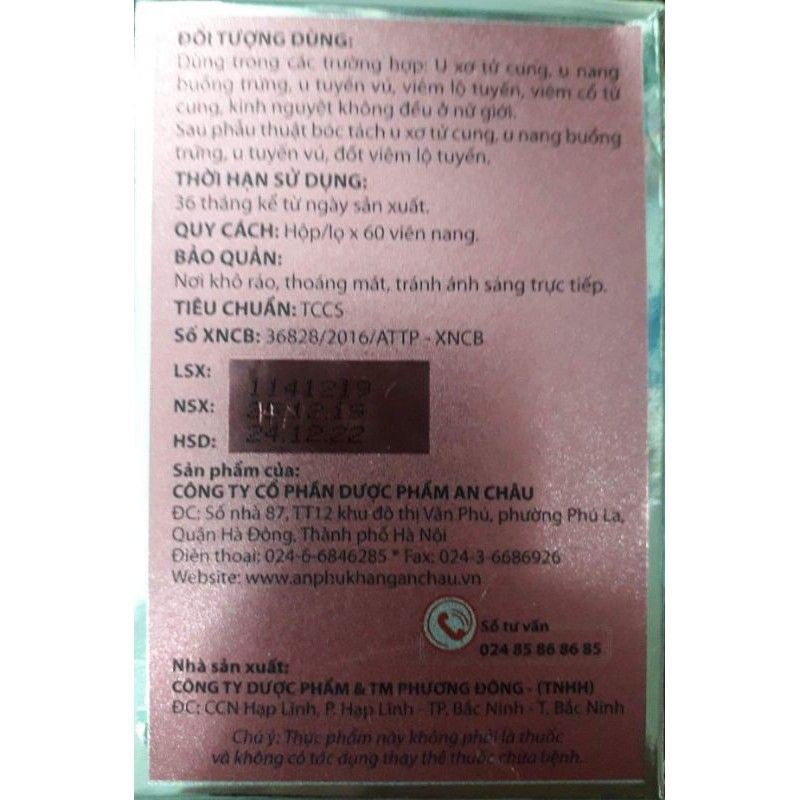 ĐỐI TƯỢNG DÙNG:
Dùng trong các trường hợp: U xơ tử cung, u nang
buồng trứng, u tuyến vú, viêm lộ tuyến, viêm cổ tử
cung, kinh nguyệt không đều ở nữ giới.
Sau phẫu thuật bóc tách u xơ tử cung, u nang buồng
trứng, u tuyến vú, đốt viêm lộ tuyến.
THỜI HẠN SỬ DỤNG:
36 tháng kể từ ngày sản xuất.
QUY CÁCH: Hộp/lọ x 60 viên nang.
BẢO QUẢN:
Nơi khô ráo, thoáng mát, tránh ánh sáng trực tiếp.
TIÊU CHUẨN: TCCS
Số XNCB: 36828/2016/ATTP - XNCB
LSX: 1141219
NSX:
HSD: 24.12.22
Sản phẩm của:
CÔNG TY CỔ PHẦN DƯỢC PHẨM AN CHÂU
ĐC: Số nhà 87, TT12 khu đô thị Văn Phú, phường Phú La,
Quận Hà Đông, Thành phố Hà Nội
Điện thoại: 024-6-6846285 * Fax: 024-3-6686926
Website: www.anphukhanganchau.vn
Số tư vấn
024 85 86 86 85
Nhà sản xuất:
CÔNG TY DƯỢC PHẨM & TM PHƯƠNG ĐÔNG - (TNHH)
ĐC: CCN Hạp Lĩnh, P. Hạp Lĩnh - TP. Bắc Ninh - T. Bắc Ninh
Chú ý: Thực phẩm này không phải là thuốc
và không có tác dụng thay thế thuốc chữa bệnh.